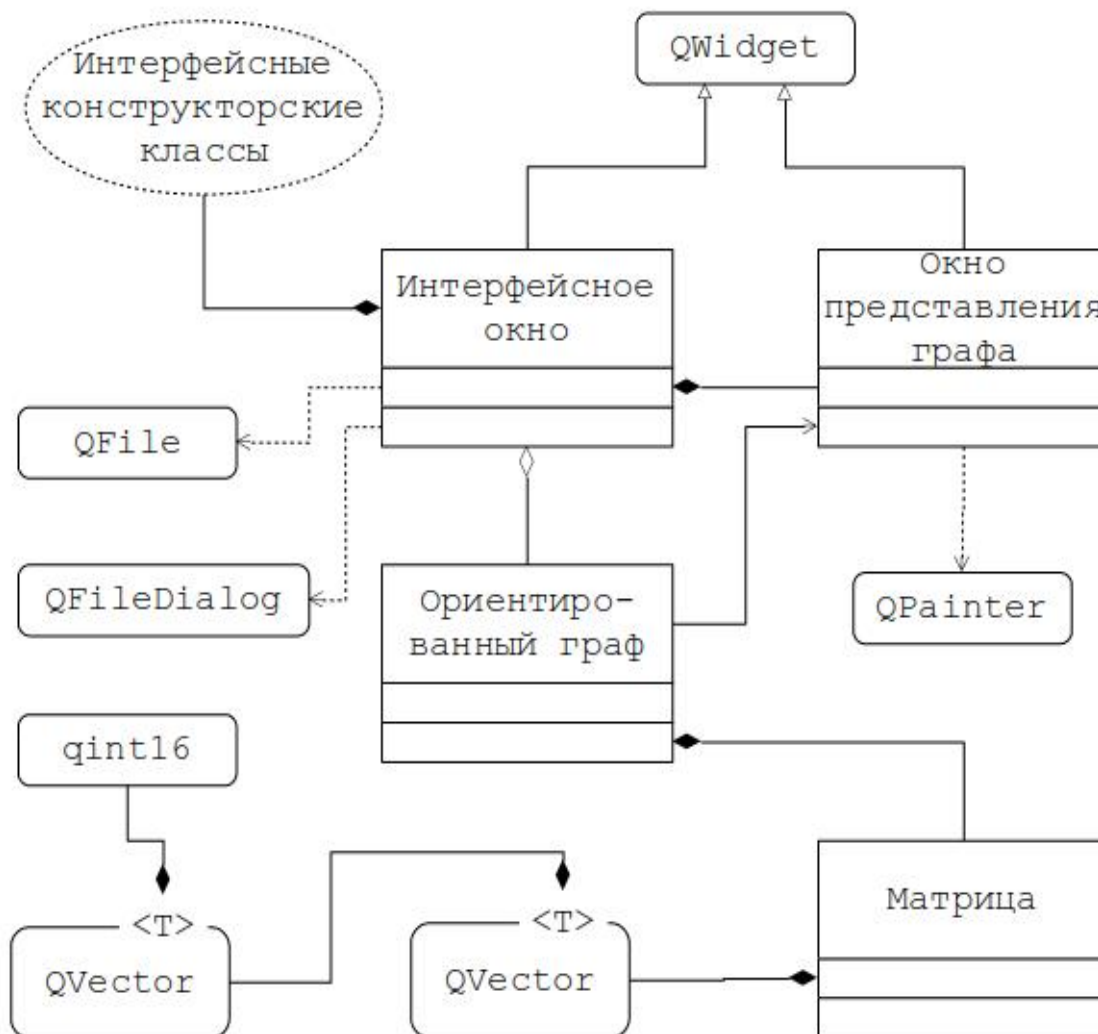 QWidget
Интерфейсные
конструкторские
классы
Интерфейсное
окно
Окно
представления
графа
QFile
QFileDialog
Ориентиро-
ванный граф
QPainter
qint16
<T>
QVector
<T>
QVector
Матрица